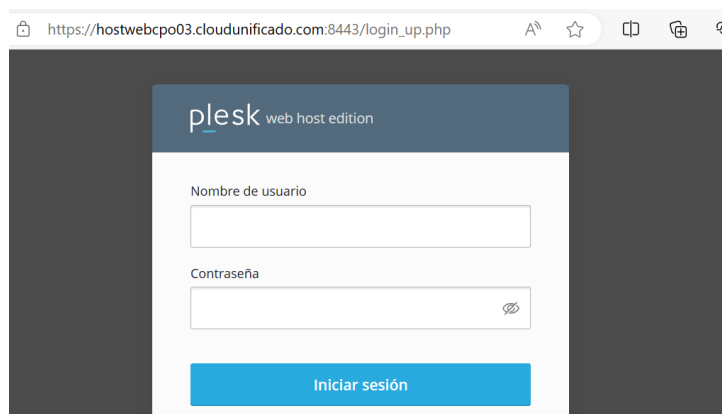 https://hostwebcpo03.cloudunificado.com:8443/login_up.php
plesk web host edition
Nombre de usuario
Contraseña
Iniciar sesión